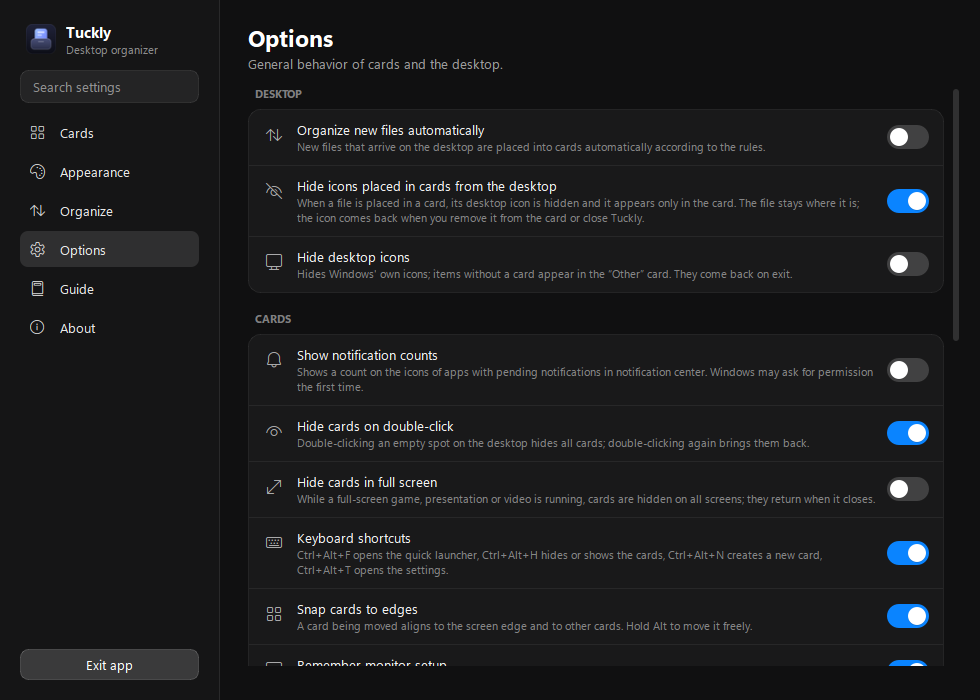 Tuckly
Desktop organizer
Search settings
Cards
Appearance
Organize
Options
Guide
About
Exit app
Options
General behavior of cards and the desktop.
DESKTOP
Organize new files automatically
New files that arrive on the desktop are placed into cards automatically according to the rules.
Hide icons placed in cards from the desktop
When a file is placed in a card, its desktop icon is hidden and it appears only in the card. The file stays where it is;
the icon comes back when you remove it from the card or close Tuckly.
Hide desktop icons
Hides Windows' own icons; items without a card appear in the "Other" card. They come back on exit.
CARDS
Show notification counts
Shows a count on the icons of apps with pending notifications in notification center. Windows may ask for permission
the first time.
Hide cards on double-click
Double-clicking an empty spot on the desktop hides all cards; double-clicking again brings them back.
Hide cards in full screen
While a full-screen game, presentation or video is running, cards are hidden on all screens; they return when it closes.
Keyboard shortcuts
Ctrl+Alt+F opens the quick launcher, Ctrl+Alt+H hides or shows the cards, Ctrl+Alt+N creates a new card,
Ctrl+Alt+T opens the settings.
Snap cards to edges
A card being moved aligns to the screen edge and to other cards. Hold Alt to move it freely.
Remember monitor setup